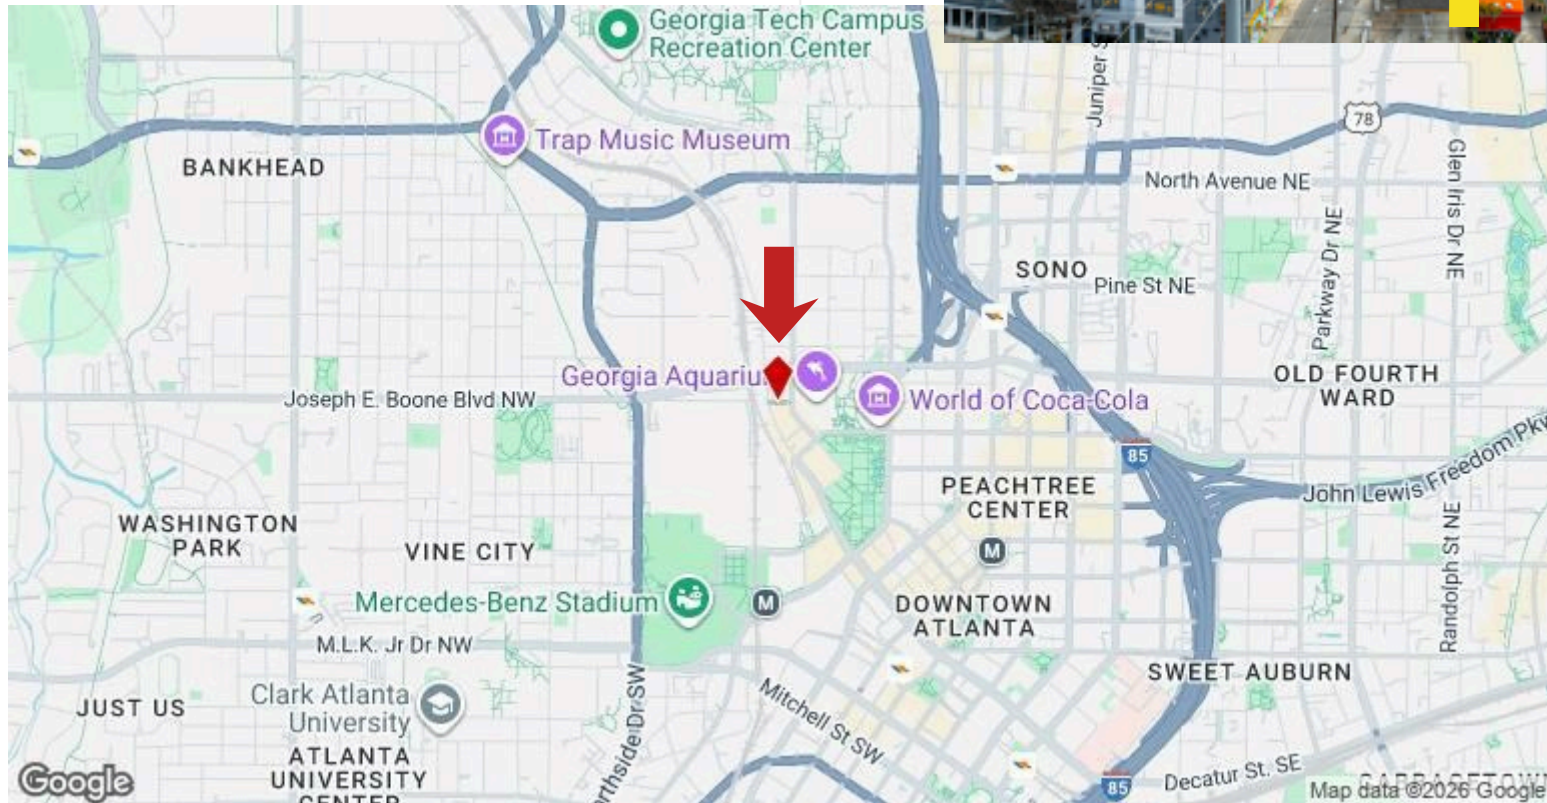 Georgia Tech Campus
Recreation Center
Juniper S
78
Trap Music Museum
BANKHEAD
North Avenue NE
Glen Iris Dr NE
Parkway Dr NE
SONO
Pine St NE
Georgia Aquariu
World of Coca-Cola
OLD FOURTH
WARD
Joseph E. Boone Blvd NW
85
John Lewis Freedom Pkw
PEACHTREE
CENTER
WASHINGTON
PARK
VINE CITY
M
Randolph St NE
Mercedes-Benz Stadium
M
DOWNTOWN
ATLANTA
M.L.K. Jr Dr NW
SWEET AUBURN
JUST US
Clark Atlanta
University
Mitchell St SW
orthside Dr SW
ATLANTA
UNIVERSITY
CENTER
Google
85
Decatur St. SE
Map data ©2026 Google